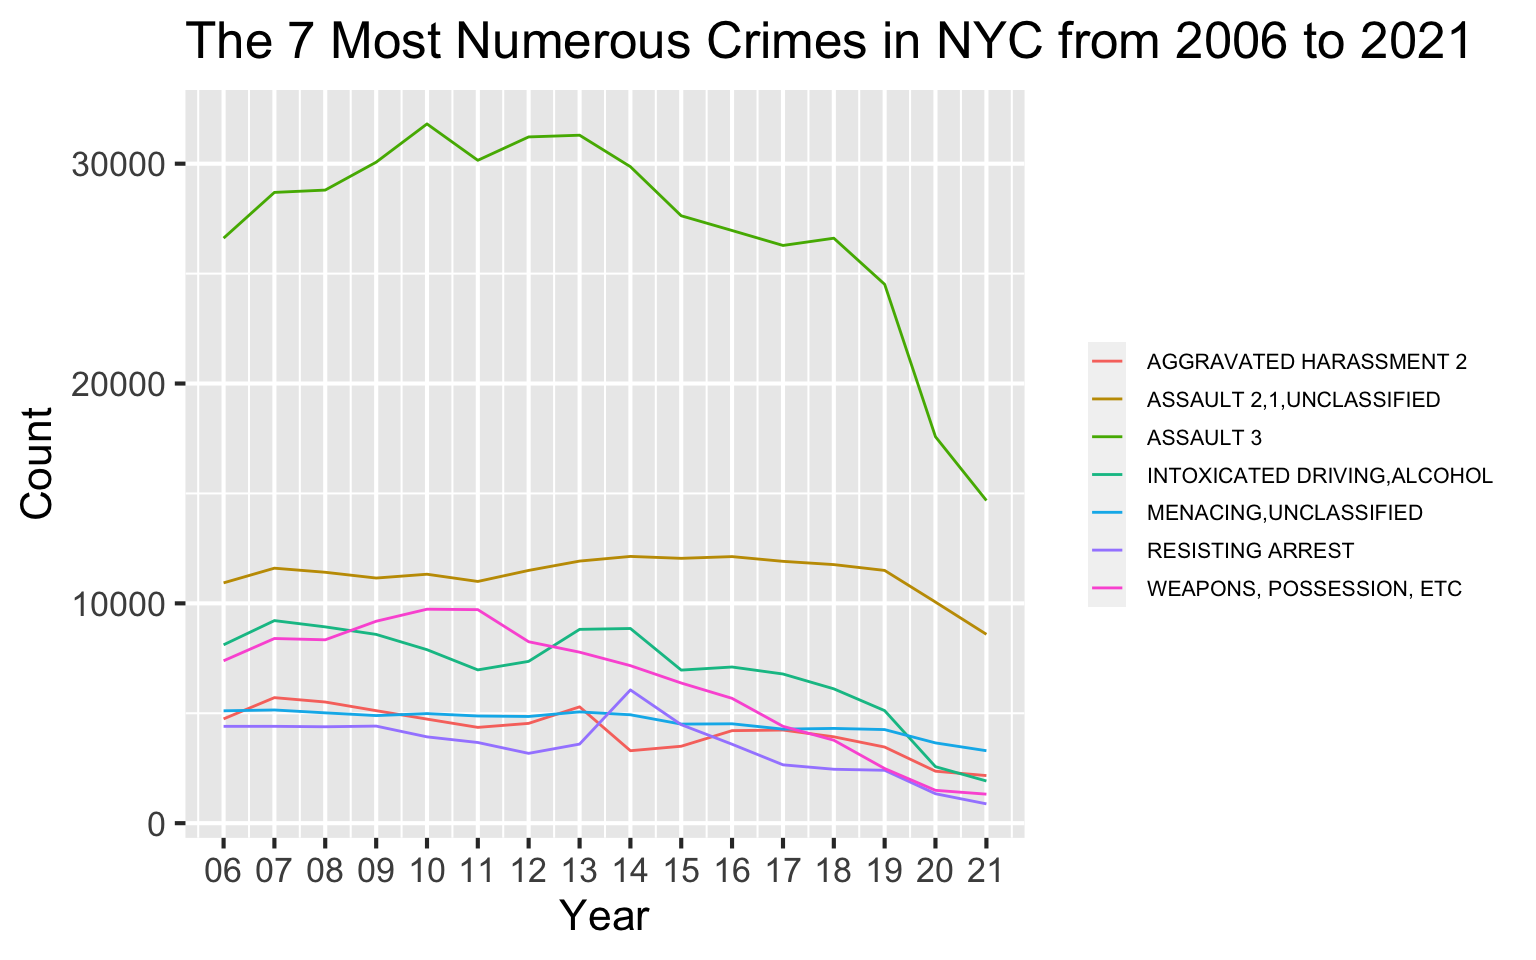 The 7 Most Numerous Crimes in NYC from 2006 to 2021
30000
20000
10000
0
Count
06 07 08 09 10 11 12 13 14 15 16 17 18 19 20 21
Year
AGGRAVATED HARASSMENT 2
ASSAULT 2,1,UNCLASSIFIED
ASSAULT 3
INTOXICATED DRIVING,ALCOHOL
MENACING,UNCLASSIFIED
RESISTING ARREST
WEAPONS, POSSESSION, ETC